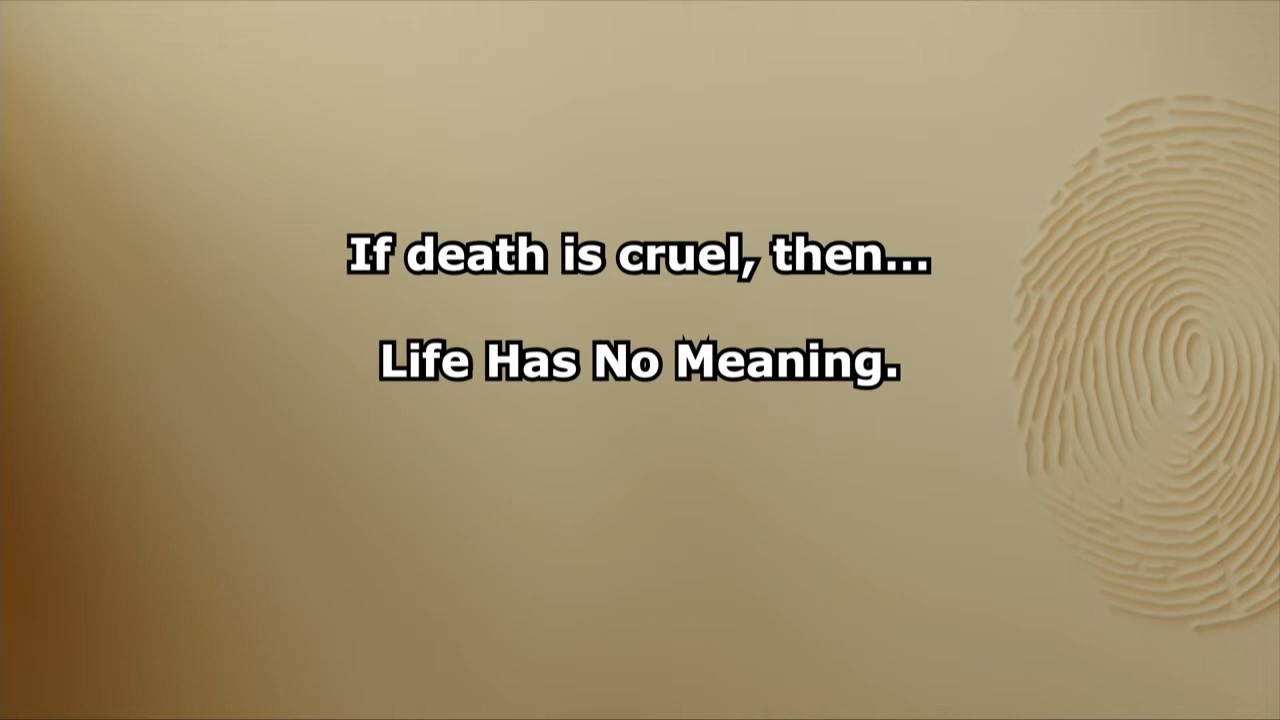 If death is cruel, then...
Life Has No Meaning.